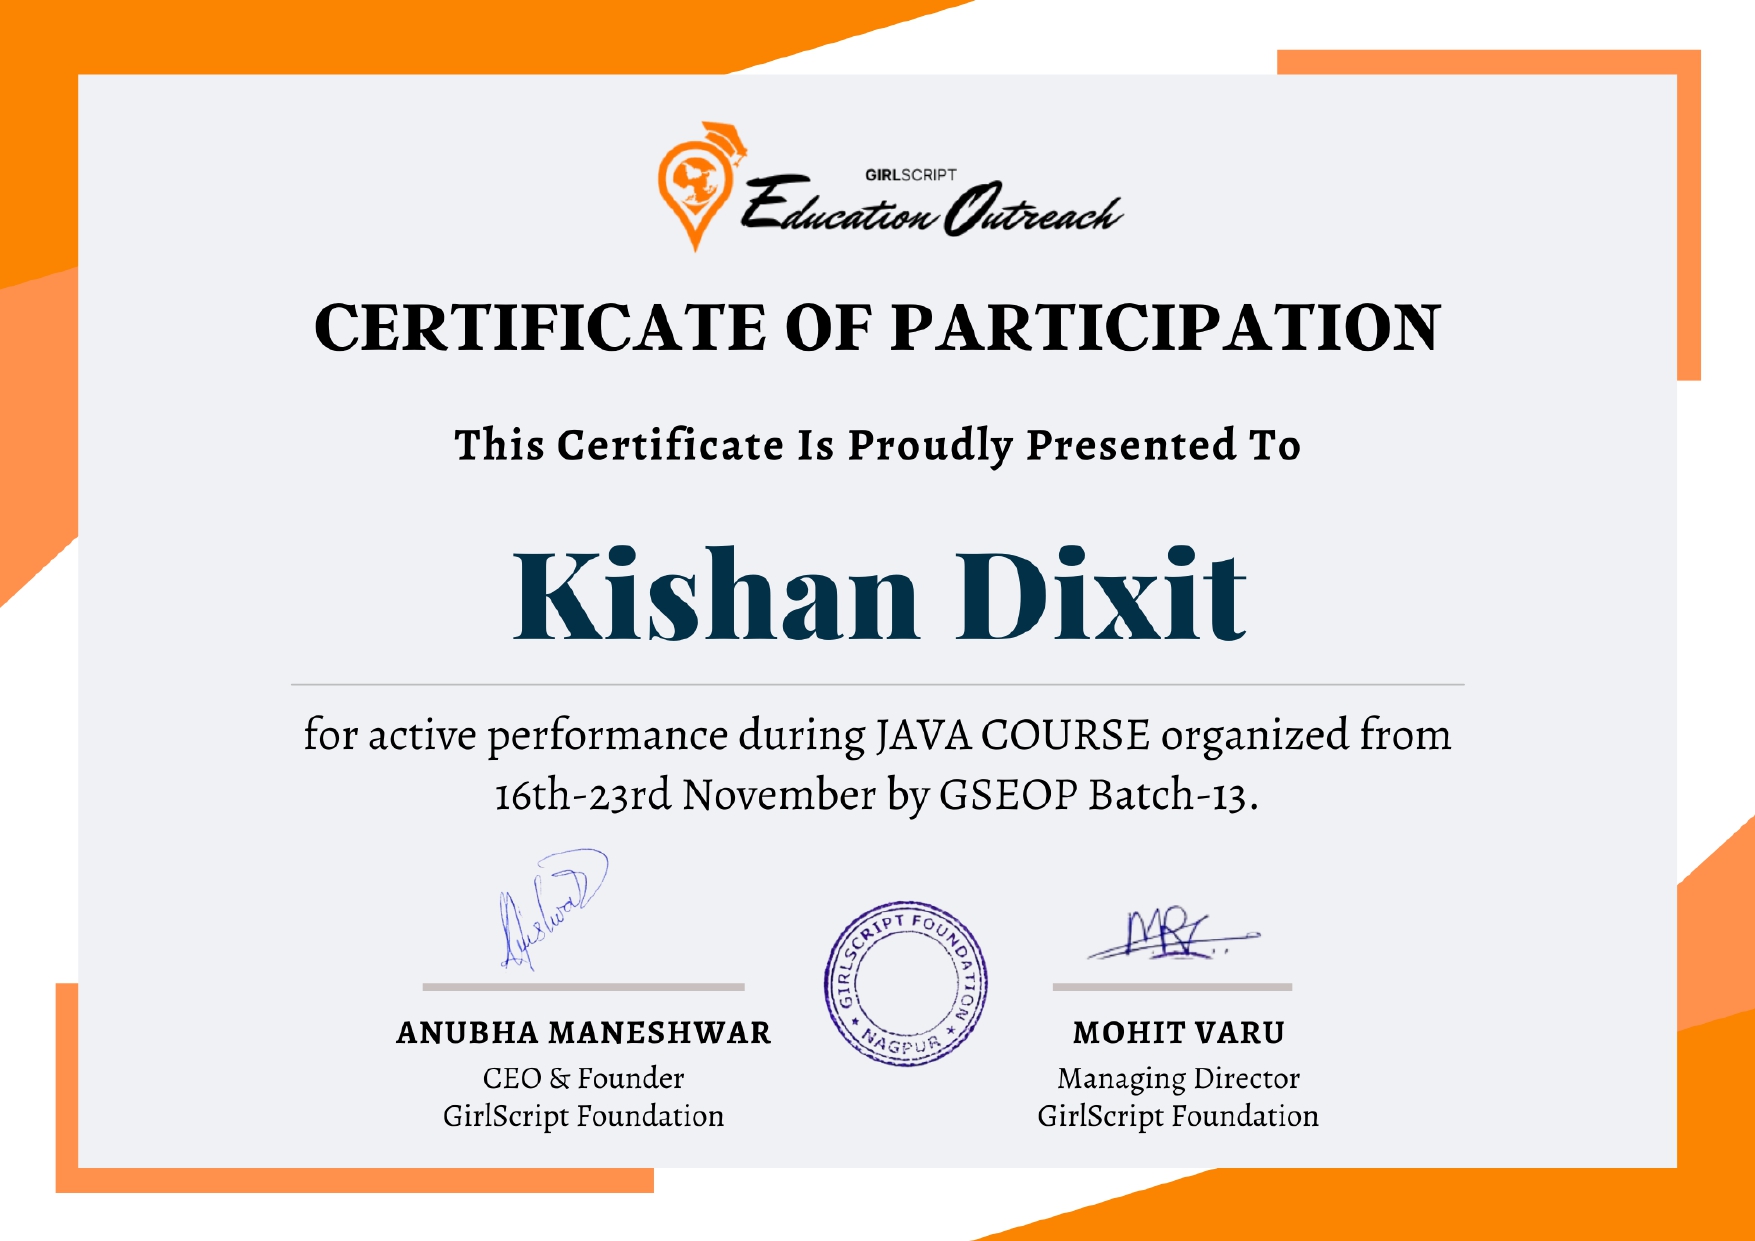 GIRLSCRIPT
Education Outreach
CERTIFICATE OF PARTICIPATION
This Certificate Is Proudly Presented To
Kishan Dixit
for active performance during JAVA COURSE organized from
16th-23rd November by GSEOP Batch-13.
GIRLSCRIPT FOUNDATION
★ NAGPUR ★
ANUBHA MANESHWAR
CEO & Founder
GirlScript Foundation
MOHIT VARU
Managing Director
GirlScript Foundation